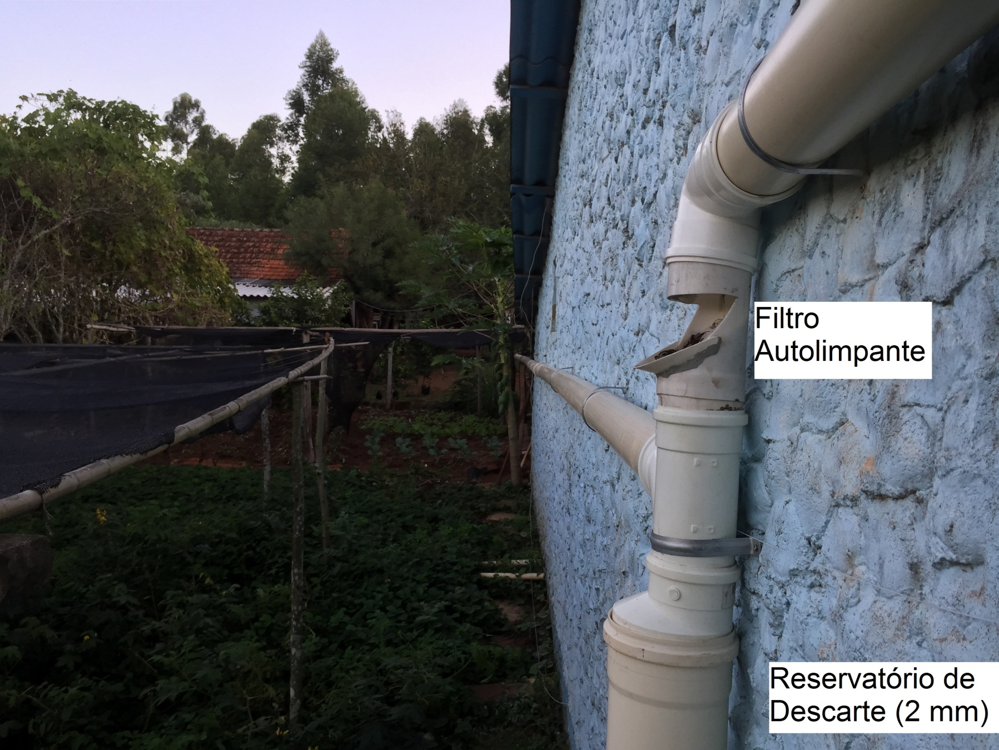 Filtro
Autolimpante
Reservatório de
Descarte (2 mm)